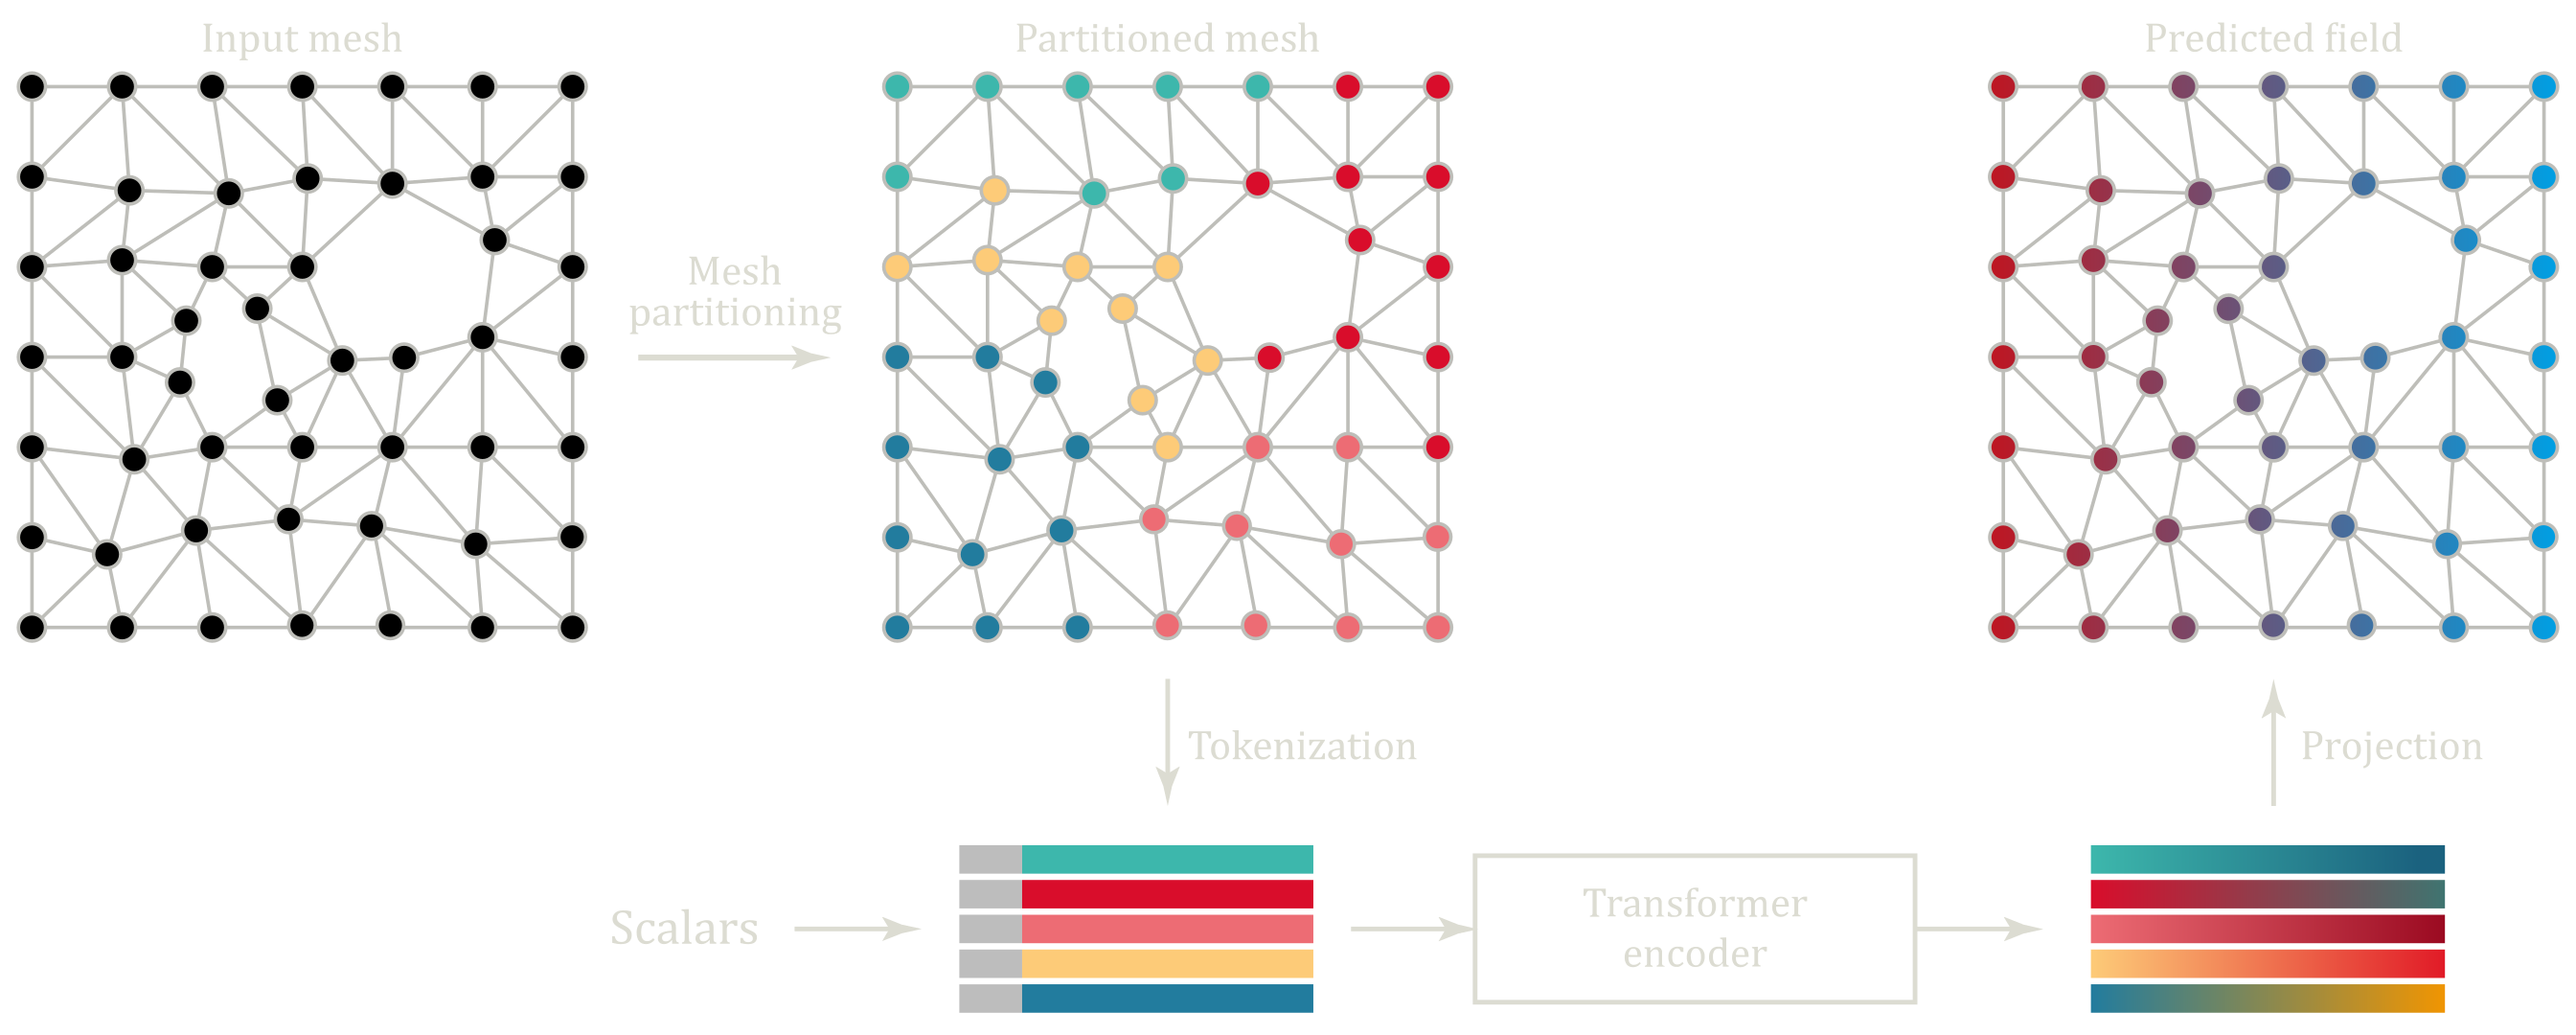 Input mesh
Partitioned mesh
Predicted field
Mesh
partitioning
Tokenization
Projection
Scalars
Transformer
encoder